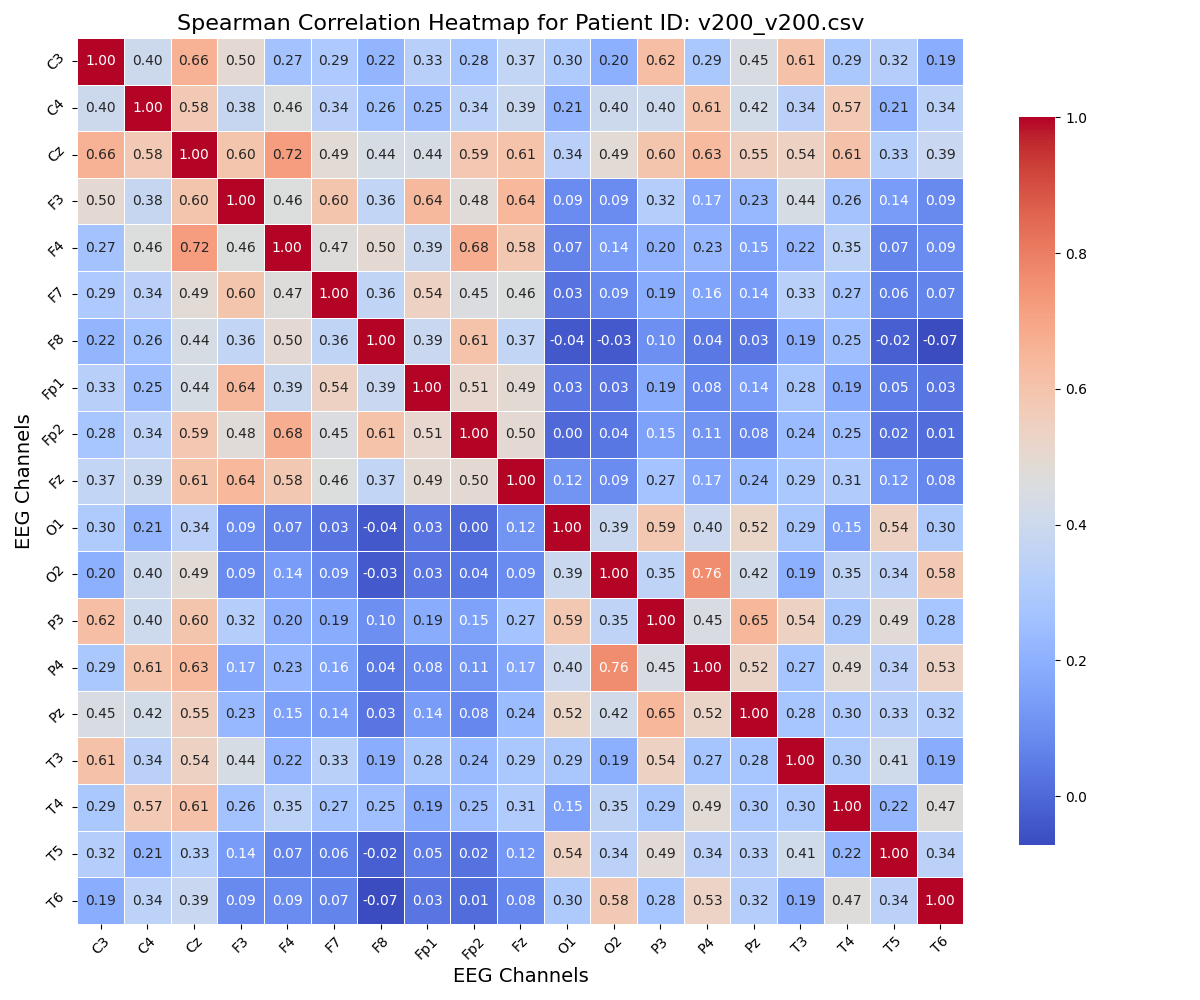 Spearman Correlation Heatmap for Patient ID: v200_v200.csv
EEG Channels
C3 1.00 0.40 0.66 0.50 0.27 0.29 0.22 0.33 0.28 0.37 0.30 0.20 0.62 0.29 0.45 0.61 0.29 0.32 0.19
C4 0.40 1.00 0.58 0.38 0.46 0.34 0.26 0.25 0.34 0.39 0.21 0.40 0.40 0.61 0.42 0.34 0.57 0.21 0.34
Cz 0.66 0.58 1.00 0.60 0.72 0.49 0.44 0.44 0.59 0.61 0.34 0.49 0.60 0.63 0.55 0.54 0.61 0.33 0.39
F3 0.50 0.38 0.60 1.00 0.46 0.60 0.36 0.64 0.48 0.64 0.09 0.09 0.32 0.17 0.23 0.44 0.26 0.14 0.09
F4 0.27 0.46 0.72 0.46 1.00 0.47 0.50 0.39 0.68 0.58 0.07 0.14 0.20 0.23 0.15 0.22 0.35 0.07 0.09
F7 0.29 0.34 0.49 0.60 0.47 1.00 0.36 0.54 0.45 0.46 0.03 0.09 0.19 0.16 0.14 0.33 0.27 0.06 0.07
F8 0.22 0.26 0.44 0.36 0.50 0.36 1.00 0.39 0.61 0.37 -0.04 -0.03 0.10 0.04 0.03 0.19 0.25 -0.02 -0.07
Fp1 0.33 0.25 0.44 0.64 0.39 0.54 0.39 1.00 0.51 0.49 0.03 0.03 0.19 0.08 0.14 0.28 0.19 0.05 0.03
Fp2 0.28 0.34 0.59 0.48 0.68 0.45 0.61 0.51 1.00 0.50 0.00 0.04 0.15 0.11 0.08 0.24 0.25 0.02 0.01
Fz 0.37 0.39 0.61 0.64 0.58 0.46 0.37 0.49 0.50 1.00 0.12 0.09 0.27 0.17 0.24 0.29 0.31 0.12 0.08
O1 0.30 0.21 0.34 0.09 0.07 0.03 -0.04 0.03 0.00 0.12 1.00 0.39 0.59 0.40 0.52 0.29 0.15 0.54 0.30
O2 0.20 0.40 0.49 0.09 0.14 0.09 -0.03 0.03 0.04 0.09 0.39 1.00 0.35 0.76 0.42 0.19 0.35 0.34 0.58
P3 0.62 0.40 0.60 0.32 0.20 0.19 0.10 0.19 0.15 0.27 0.59 0.35 1.00 0.45 0.65 0.54 0.29 0.49 0.28
P4 0.29 0.61 0.63 0.17 0.23 0.16 0.04 0.08 0.11 0.17 0.40 0.76 0.45 1.00 0.52 0.27 0.49 0.34 0.53
Pz 0.45 0.42 0.55 0.23 0.15 0.14 0.03 0.14 0.08 0.24 0.52 0.42 0.65 0.52 1.00 0.28 0.30 0.33 0.32
T3 0.61 0.34 0.54 0.44 0.22 0.33 0.19 0.28 0.24 0.29 0.29 0.19 0.54 0.27 0.28 1.00 0.30 0.41 0.19
T4 0.29 0.57 0.61 0.26 0.35 0.27 0.25 0.19 0.25 0.31 0.15 0.35 0.29 0.49 0.30 0.30 1.00 0.22 0.47
T5 0.32 0.21 0.33 0.14 0.07 0.06 -0.02 0.05 0.02 0.12 0.54 0.34 0.49 0.34 0.33 0.41 0.22 1.00 0.34
T6 0.19 0.34 0.39 0.09 0.09 0.07 -0.07 0.03 0.01 0.08 0.30 0.58 0.28 0.53 0.32 0.19 0.47 0.34 1.00
C3 C4 Cz F3 F4 F7 F8 Fp1 Fp2 Fz O1 O2 P3 P4 Pz T3 T4 T5 T6
EEG Channels
1.0
0.8
0.6
0.4
0.2
0.0